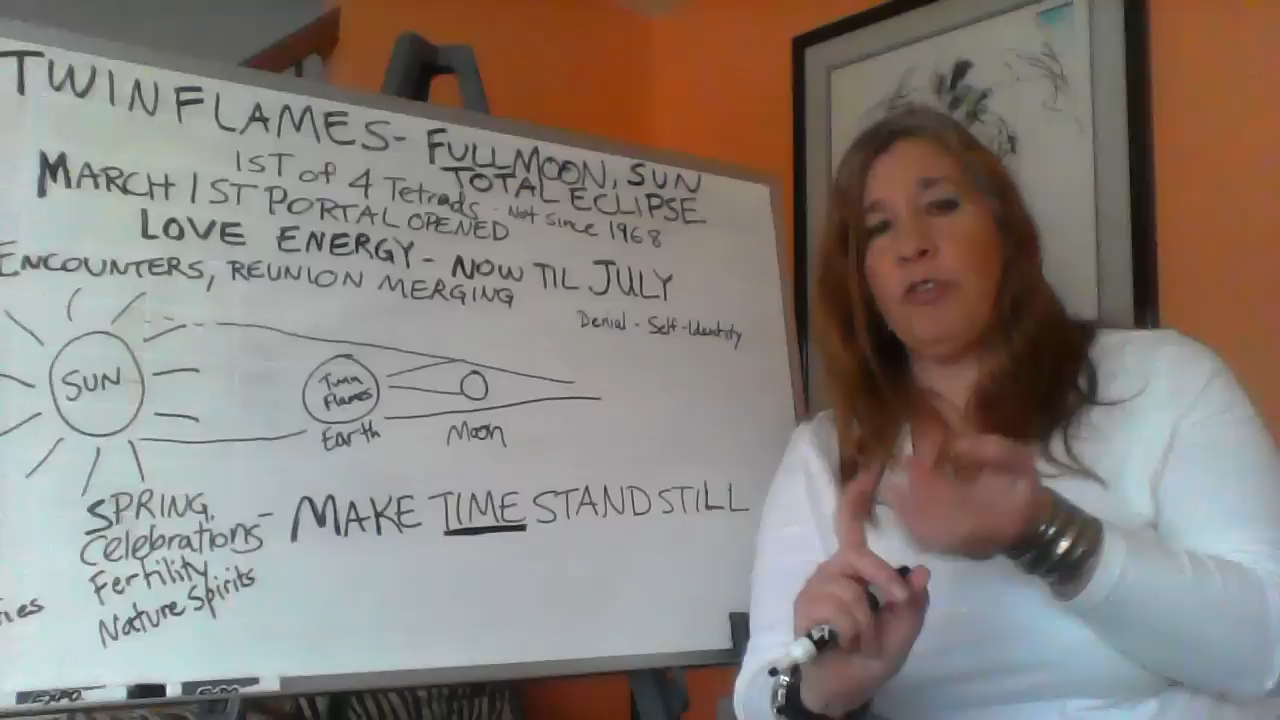 TWIN FLAMES - FULLMOON, SUN
TOTAL ECLIPSE
1ST of 4 Tetrads - Not Since 1968
MARCH 1ST PORTAL OPENED
LOVE ENERGY - NOW TIL JULY
ENCOUNTERS, REUNION MERGING
Denial - Self-Identity
SUN
Twin
Flames
Earth
Moon
SPRING
Celebrations - MAKE TIME STAND STILL
Fertility
Nature Spirits
ies
EXPO